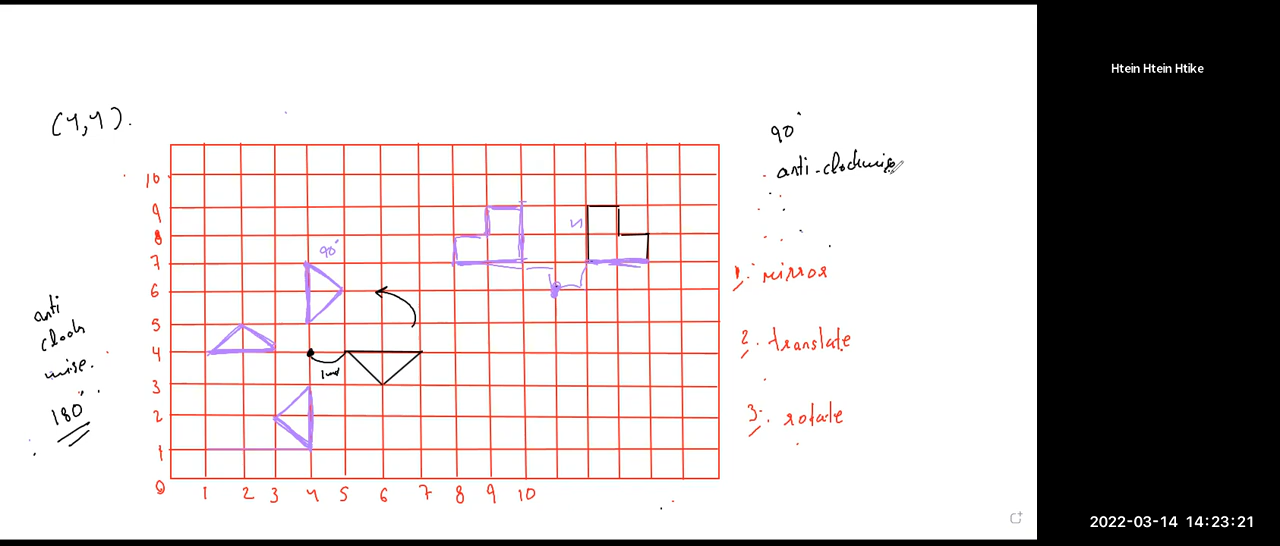 Htein Htein Htike
(4,4).
90°
anti-clockwise
10
9
8
7
6
5
4
3
2
1
0
1 2 3 4 5 6 7 8 9 10
90°
1 unit
anti
clock
wise.
180°
1. mirror
2. translate
3. rotate
2022-03-14 14:23:21